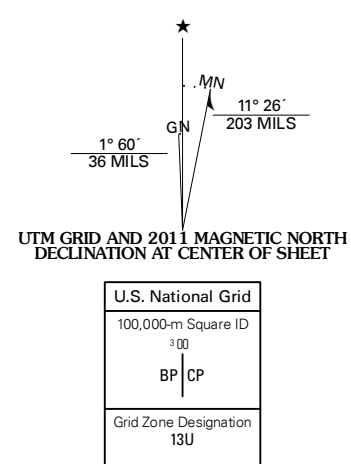 ★
MN
11° 26´
203 MILS
GN
1° 60´
36 MILS
UTM GRID AND 2011 MAGNETIC NORTH
DECLINATION AT CENTER OF SHEET
U.S. National Grid
100,000-m Square ID
³00
BP CP
Grid Zone Designation
13U